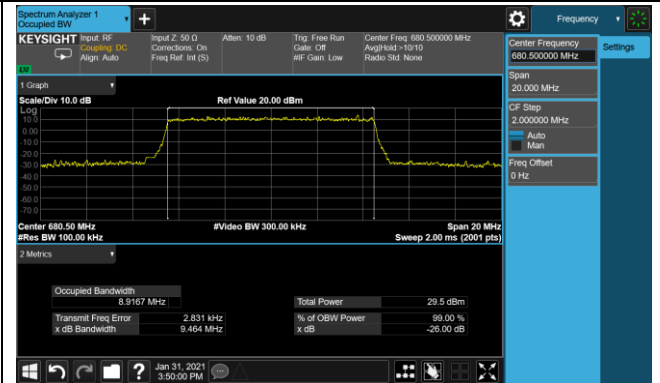 Spectrum Analyzer 1
Occupied BW
+
Frequency
KEYSIGHT
Input: RF
Coupling: DC
Align: Auto
Input Z: 50 Ω
Corrections: On
Freq Ref: Int (S)
Atten: 10 dB
Trig: Free Run
Gate: Off
#IF Gain: Low
Center Freq: 680.500000 MHz
Avg|Hold:>10/10
Radio Std: None
Center Frequency
680.500000 MHz
Settings
Span
20.000 MHz
CF Step
2.000000 MHz
Auto
Man
Freq Offset
0 Hz
1 Graph
Scale/Div 10.0 dB
Ref Value 20.00 dBm
Log
10.0
0.00
-10.0
-20.0
-30.0
-40.0
-50.0
-60.0
-70.0
Center 680.50 MHz
#Video BW 300.00 kHz
Span 20 MHz
#Res BW 100.00 kHz
Sweep 2.00 ms (2001 pts)
2 Metrics
Occupied Bandwidth
8.9167 MHz
Total Power
29.5 dBm
Transmit Freq Error
2.831 kHz
% of OBW Power
99.00 %
x dB Bandwidth
9.464 MHz
x dB
-26.00 dB
?
Jan 31, 2021
3:50:00 PM